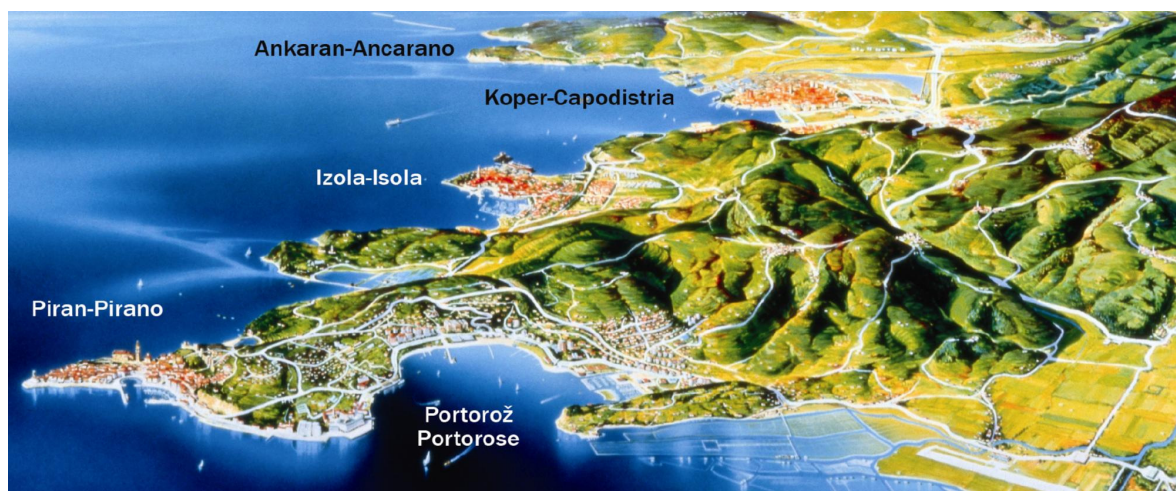 Ankaran-Ancarano
Koper-Capodistria
Izola-Isola
Piran-Pirano
Portorož
Portorose